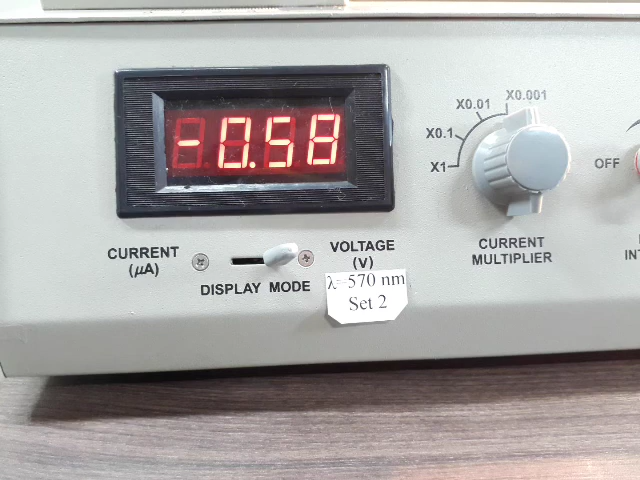 -0.58
X0.001
X0.01
X0.1
X1
OFF
CURRENT
(μA)
VOLTAGE
(V)
DISPLAY MODE
CURRENT
MULTIPLIER
λ=570 nm
Set 2